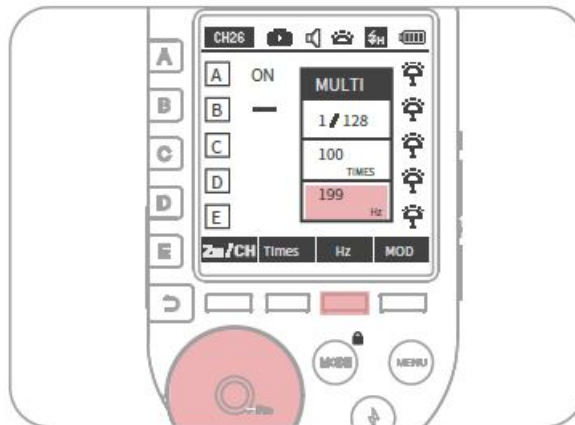 CH26
A
A ON
MULTI
B
B
1/128
C
C
100
TIMES
D
D
199
Hz
E
E
Zm/CH Times Hz MOD
MODE
MENU